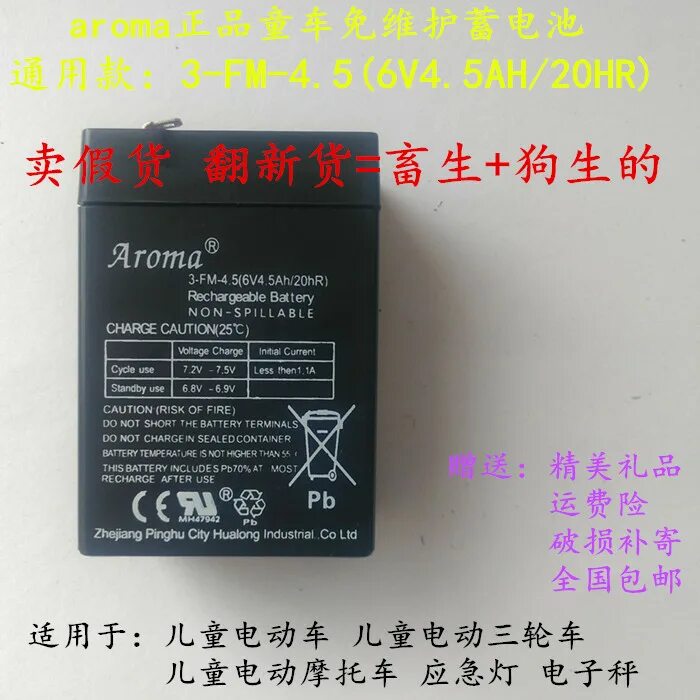 aroma正品童车免维护蓄电池
通用款：3-FM-4.5(6V4.5AH/20HR)
卖假货 翻新货=畜生+狗生的
Aroma®
3-FM-4.5(6V4.5Ah/20hR)
Rechargeable Battery
NON-SPILLABLE
CHARGE CAUTION(25℃)
Voltage Charge Initial Current
Cycle use 7.2V - 7.5V Less then1.1A
Standby use 6.8V - 6.9V
CAUTION (RISK OF FIRE)
DO NOT SHORT THE BATTERY TERMINALS
DO NOT CHARGE IN SEALED CONTAINER
BATTERY TEMPERATURE IS NOT HIGHER THAN
THIS BATTERY INCLUDES Pb70% AT MOST
RECHARGE AFTER USE
Pb
CE ®
MH47942
Pb
Zhejiang Pinghu City Hualong Industrial.,Co Ltd
赠送：精美礼品
运费险
破损补寄
全国包邮
适用于：儿童电动车 儿童电动三轮车
儿童电动摩托车 应急灯 电子秤